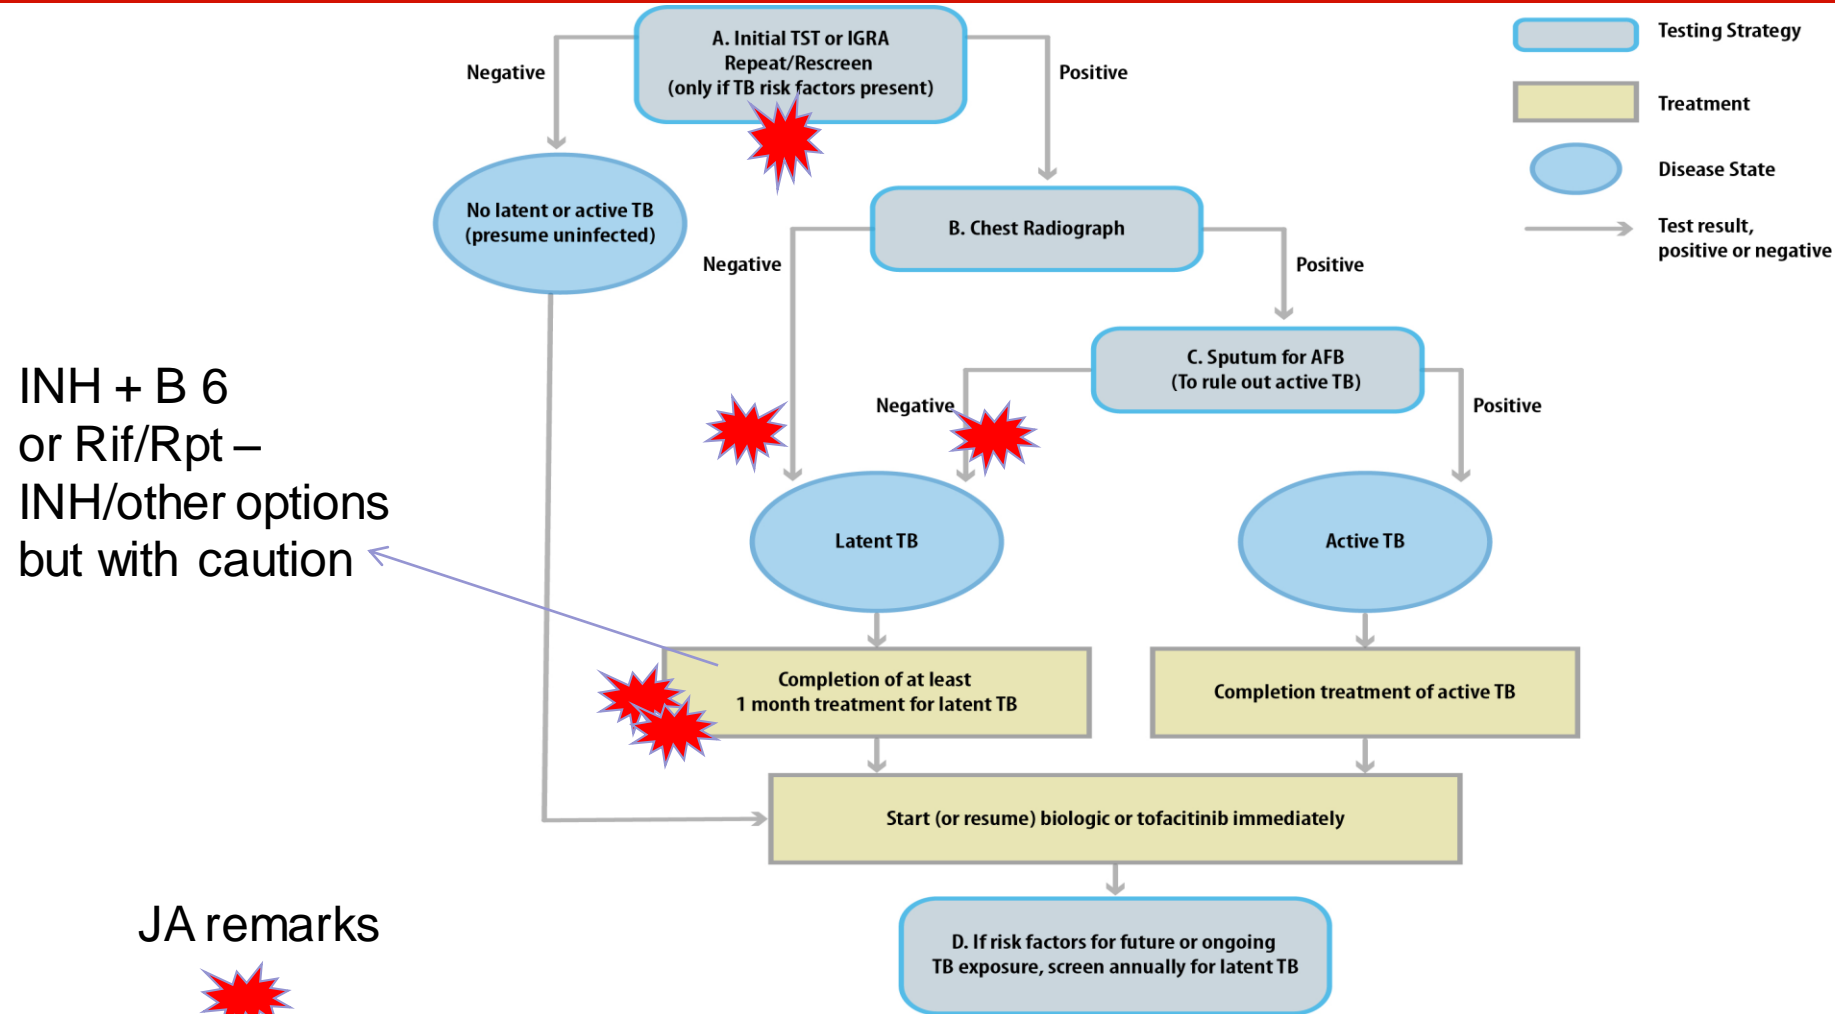 A. Initial TST or IGRA
Repeat/Rescreen
(only if TB risk factors present)
Negative
Positive
No latent or active TB
(presume uninfected)
B. Chest Radiograph
Negative
Positive
C. Sputum for AFB
(To rule out active TB)
Negative
Positive
Latent TB
Active TB
Completion of at least
1 month treatment for latent TB
Completion treatment of active TB
Start (or resume) biologic or tofacitinib immediately
D. If risk factors for future or ongoing
TB exposure, screen annually for latent TB
Testing Strategy
Treatment
Disease State
Test result,
positive or negative
INH + B 6
or Rif/Rpt –
INH/other options
but with caution
JA remarks